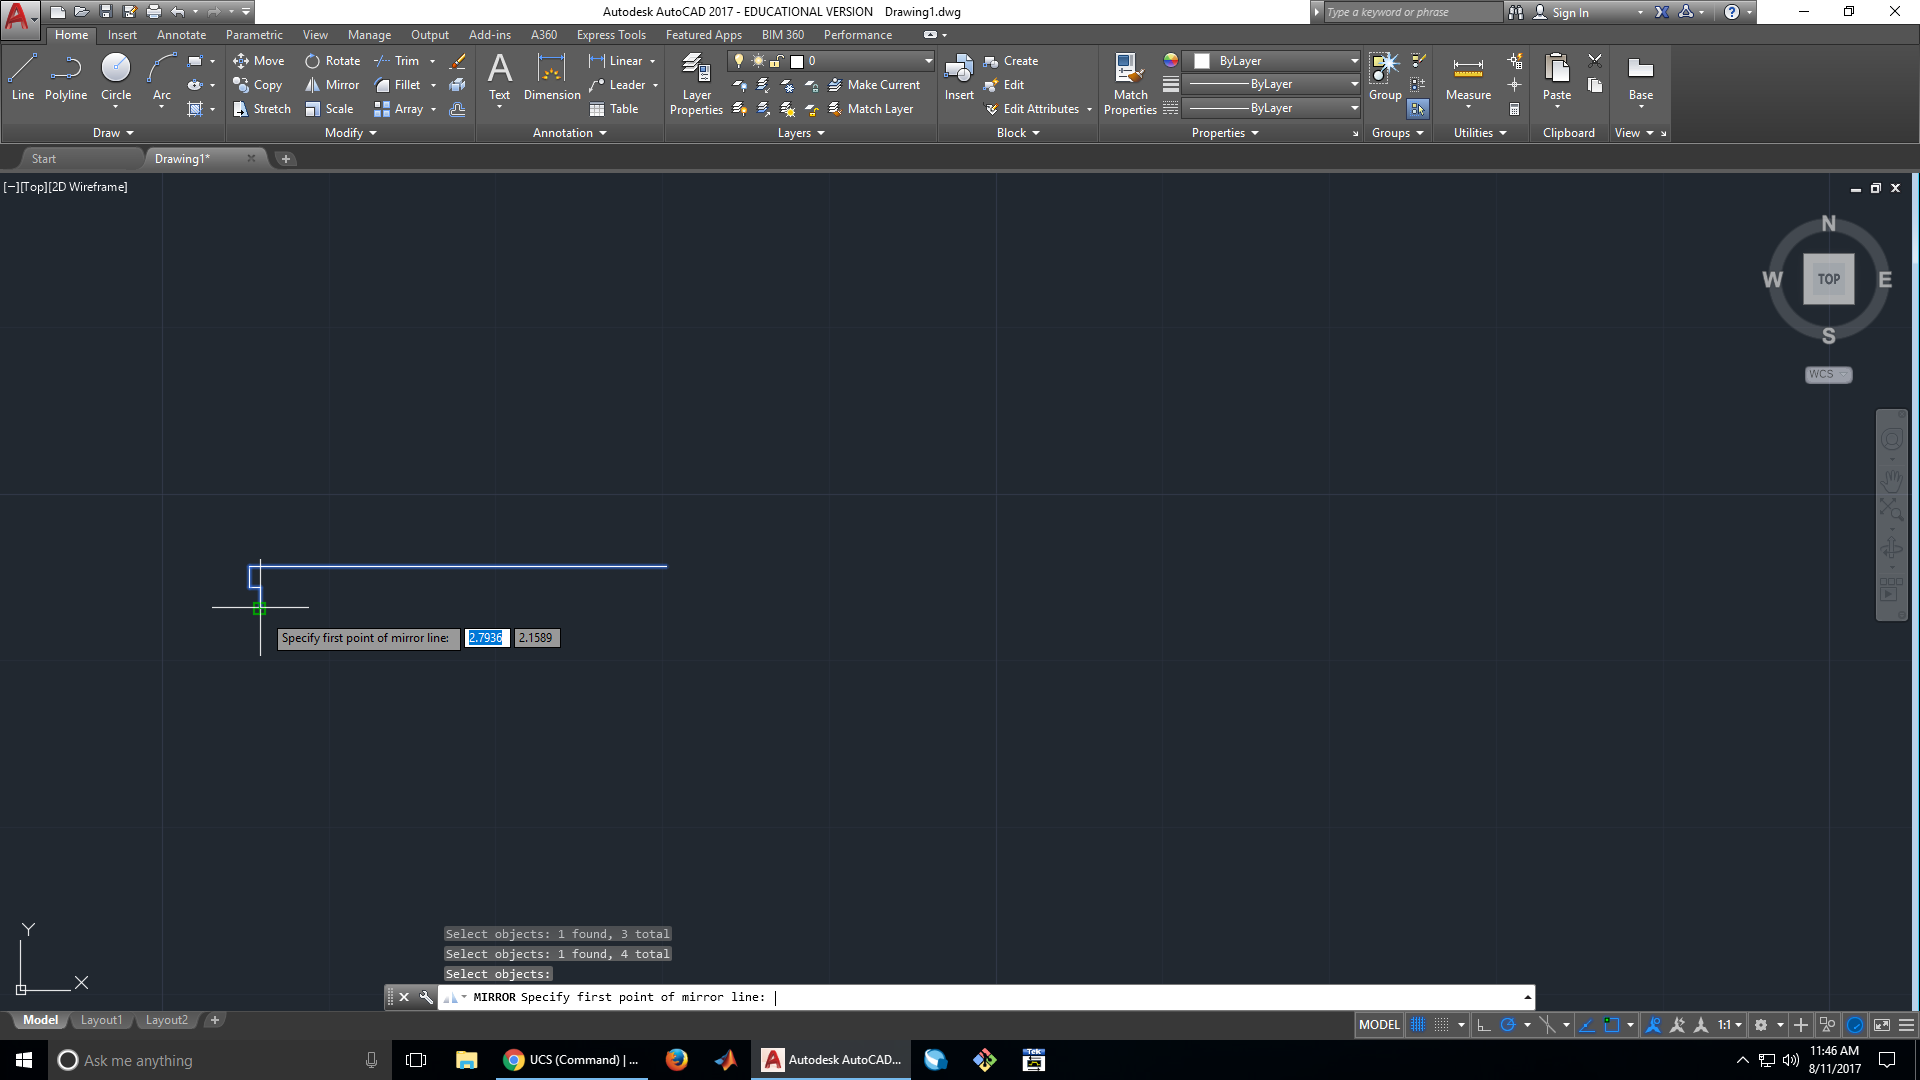 Autodesk AutoCAD 2017 - EDUCATIONAL VERSION Drawing1.dwg
Type a keyword or phrase
Sign In
Home Insert Annotate Parametric View Manage Output Add-ins A360 Express Tools Featured Apps BIM 360 Performance
Line Polyline Circle Arc
Draw
Move Rotate Trim
Copy Mirror Fillet
Stretch Scale Array
Modify
Text Dimension
Linear
Leader
Table
Annotation
Layer Properties
0
Make Current
Match Layer
Layers
Insert
Create
Edit
Edit Attributes
Block
Match Properties
ByLayer
ByLayer
ByLayer
Properties
Group
Groups
Measure
Utilities
Paste
Clipboard
Base
View
Start Drawing1*
[−][Top][2D Wireframe]
N
W TOP E
S
WCS
Specify first point of mirror line: 2.7936 2.1589
Y
X
Select objects: 1 found, 3 total
Select objects: 1 found, 4 total
Select objects:
MIRROR Specify first point of mirror line:
Model Layout1 Layout2
MODEL 1:1
Ask me anything
UCS (Command) | ...
Autodesk AutoCAD...
Tek
11:46 AM
8/11/2017